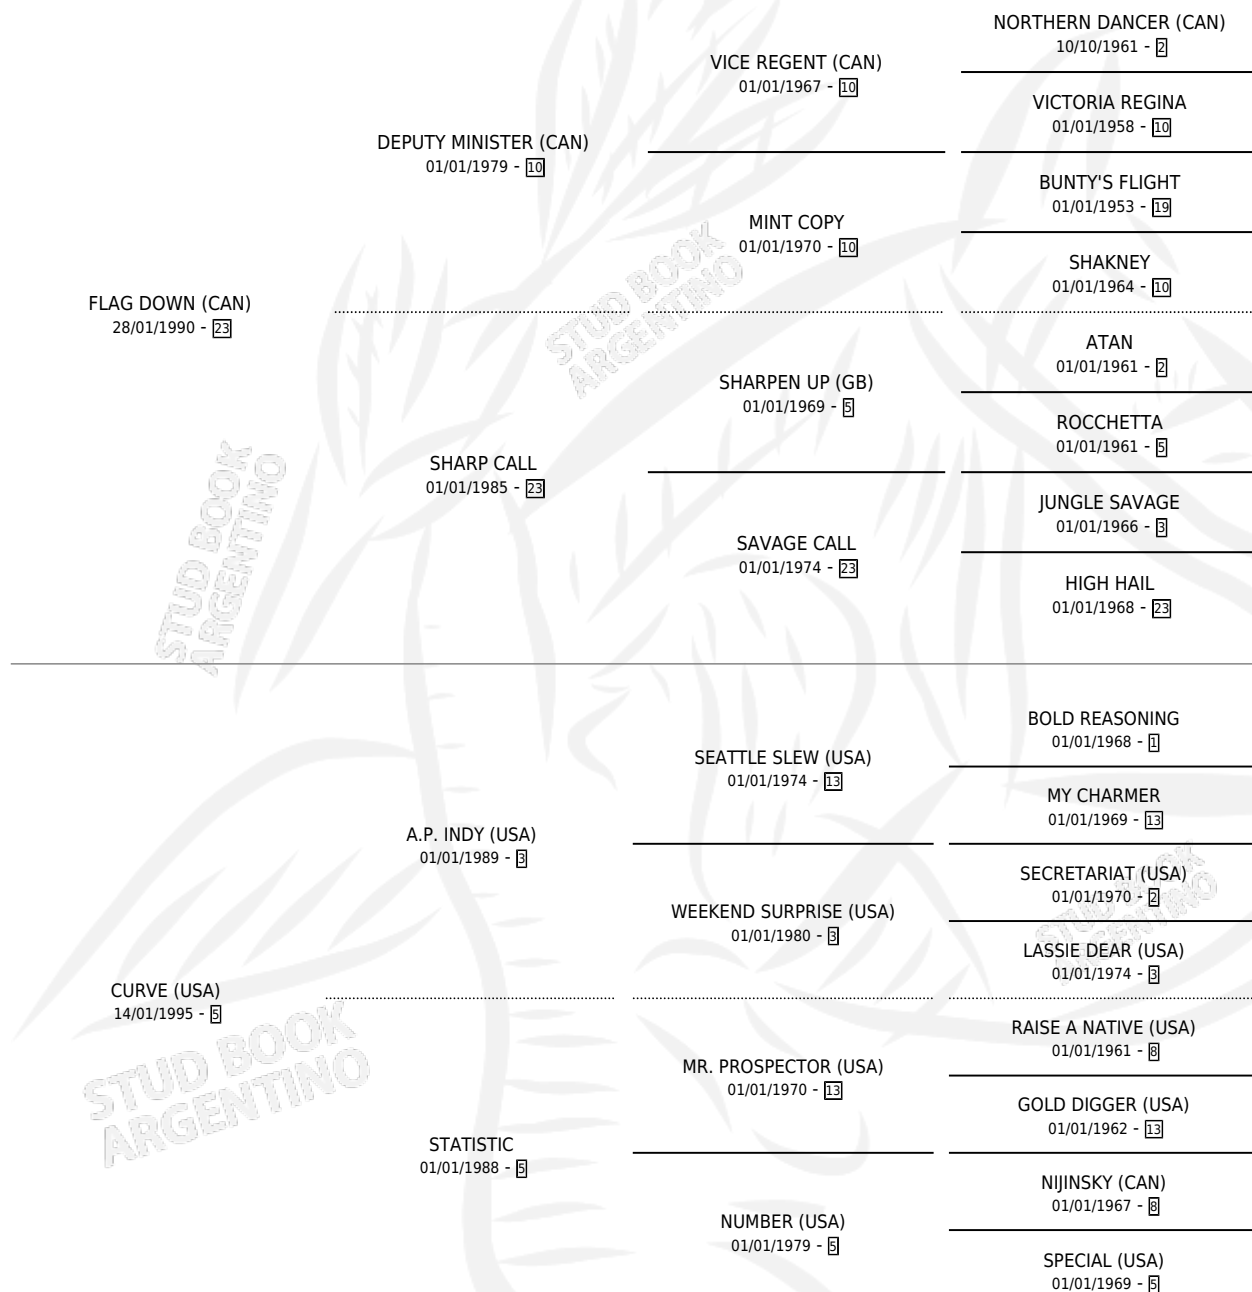 NORTHERN DANCER (CAN)
10/10/1961 - 2
VICE REGENT (CAN)
01/01/1967 - 10
VICTORIA REGINA
01/01/1958 - 10
DEPUTY MINISTER (CAN)
01/01/1979 - 10
BUNTY'S FLIGHT
01/01/1953 - 19
MINT COPY
01/01/1970 - 10
SHAKNEY
01/01/1964 - 10
FLAG DOWN (CAN)
28/01/1990 - 23
ATAN
01/01/1961 - 2
SHARPEN UP (GB)
01/01/1969 - 5
ROCCHETTA
01/01/1961 - 5
SHARP CALL
01/01/1985 - 23
JUNGLE SAVAGE
01/01/1966 - 3
SAVAGE CALL
01/01/1974 - 23
HIGH HAIL
01/01/1968 - 23
BOLD REASONING
01/01/1968 - 1
SEATTLE SLEW (USA)
01/01/1974 - 13
MY CHARMER
01/01/1969 - 13
A.P. INDY (USA)
01/01/1989 - 3
SECRETARIAT (USA)
01/01/1970 - 2
WEEKEND SURPRISE (USA)
01/01/1980 - 3
LASSIE DEAR (USA)
01/01/1974 - 3
CURVE (USA)
14/01/1995 - 5
RAISE A NATIVE (USA)
01/01/1961 - 8
MR. PROSPECTOR (USA)
01/01/1970 - 13
GOLD DIGGER (USA)
01/01/1962 - 13
STATISTIC
01/01/1988 - 5
NIJINSKY (CAN)
01/01/1967 - 8
NUMBER (USA)
01/01/1979 - 5
SPECIAL (USA)
01/01/1969 - 5
STUD BOOK
ARGENTINO
STUD BOOK
ARGENTINO
STUD BOOK
ARGENTINO
STUD BOOK
ARGENTINO